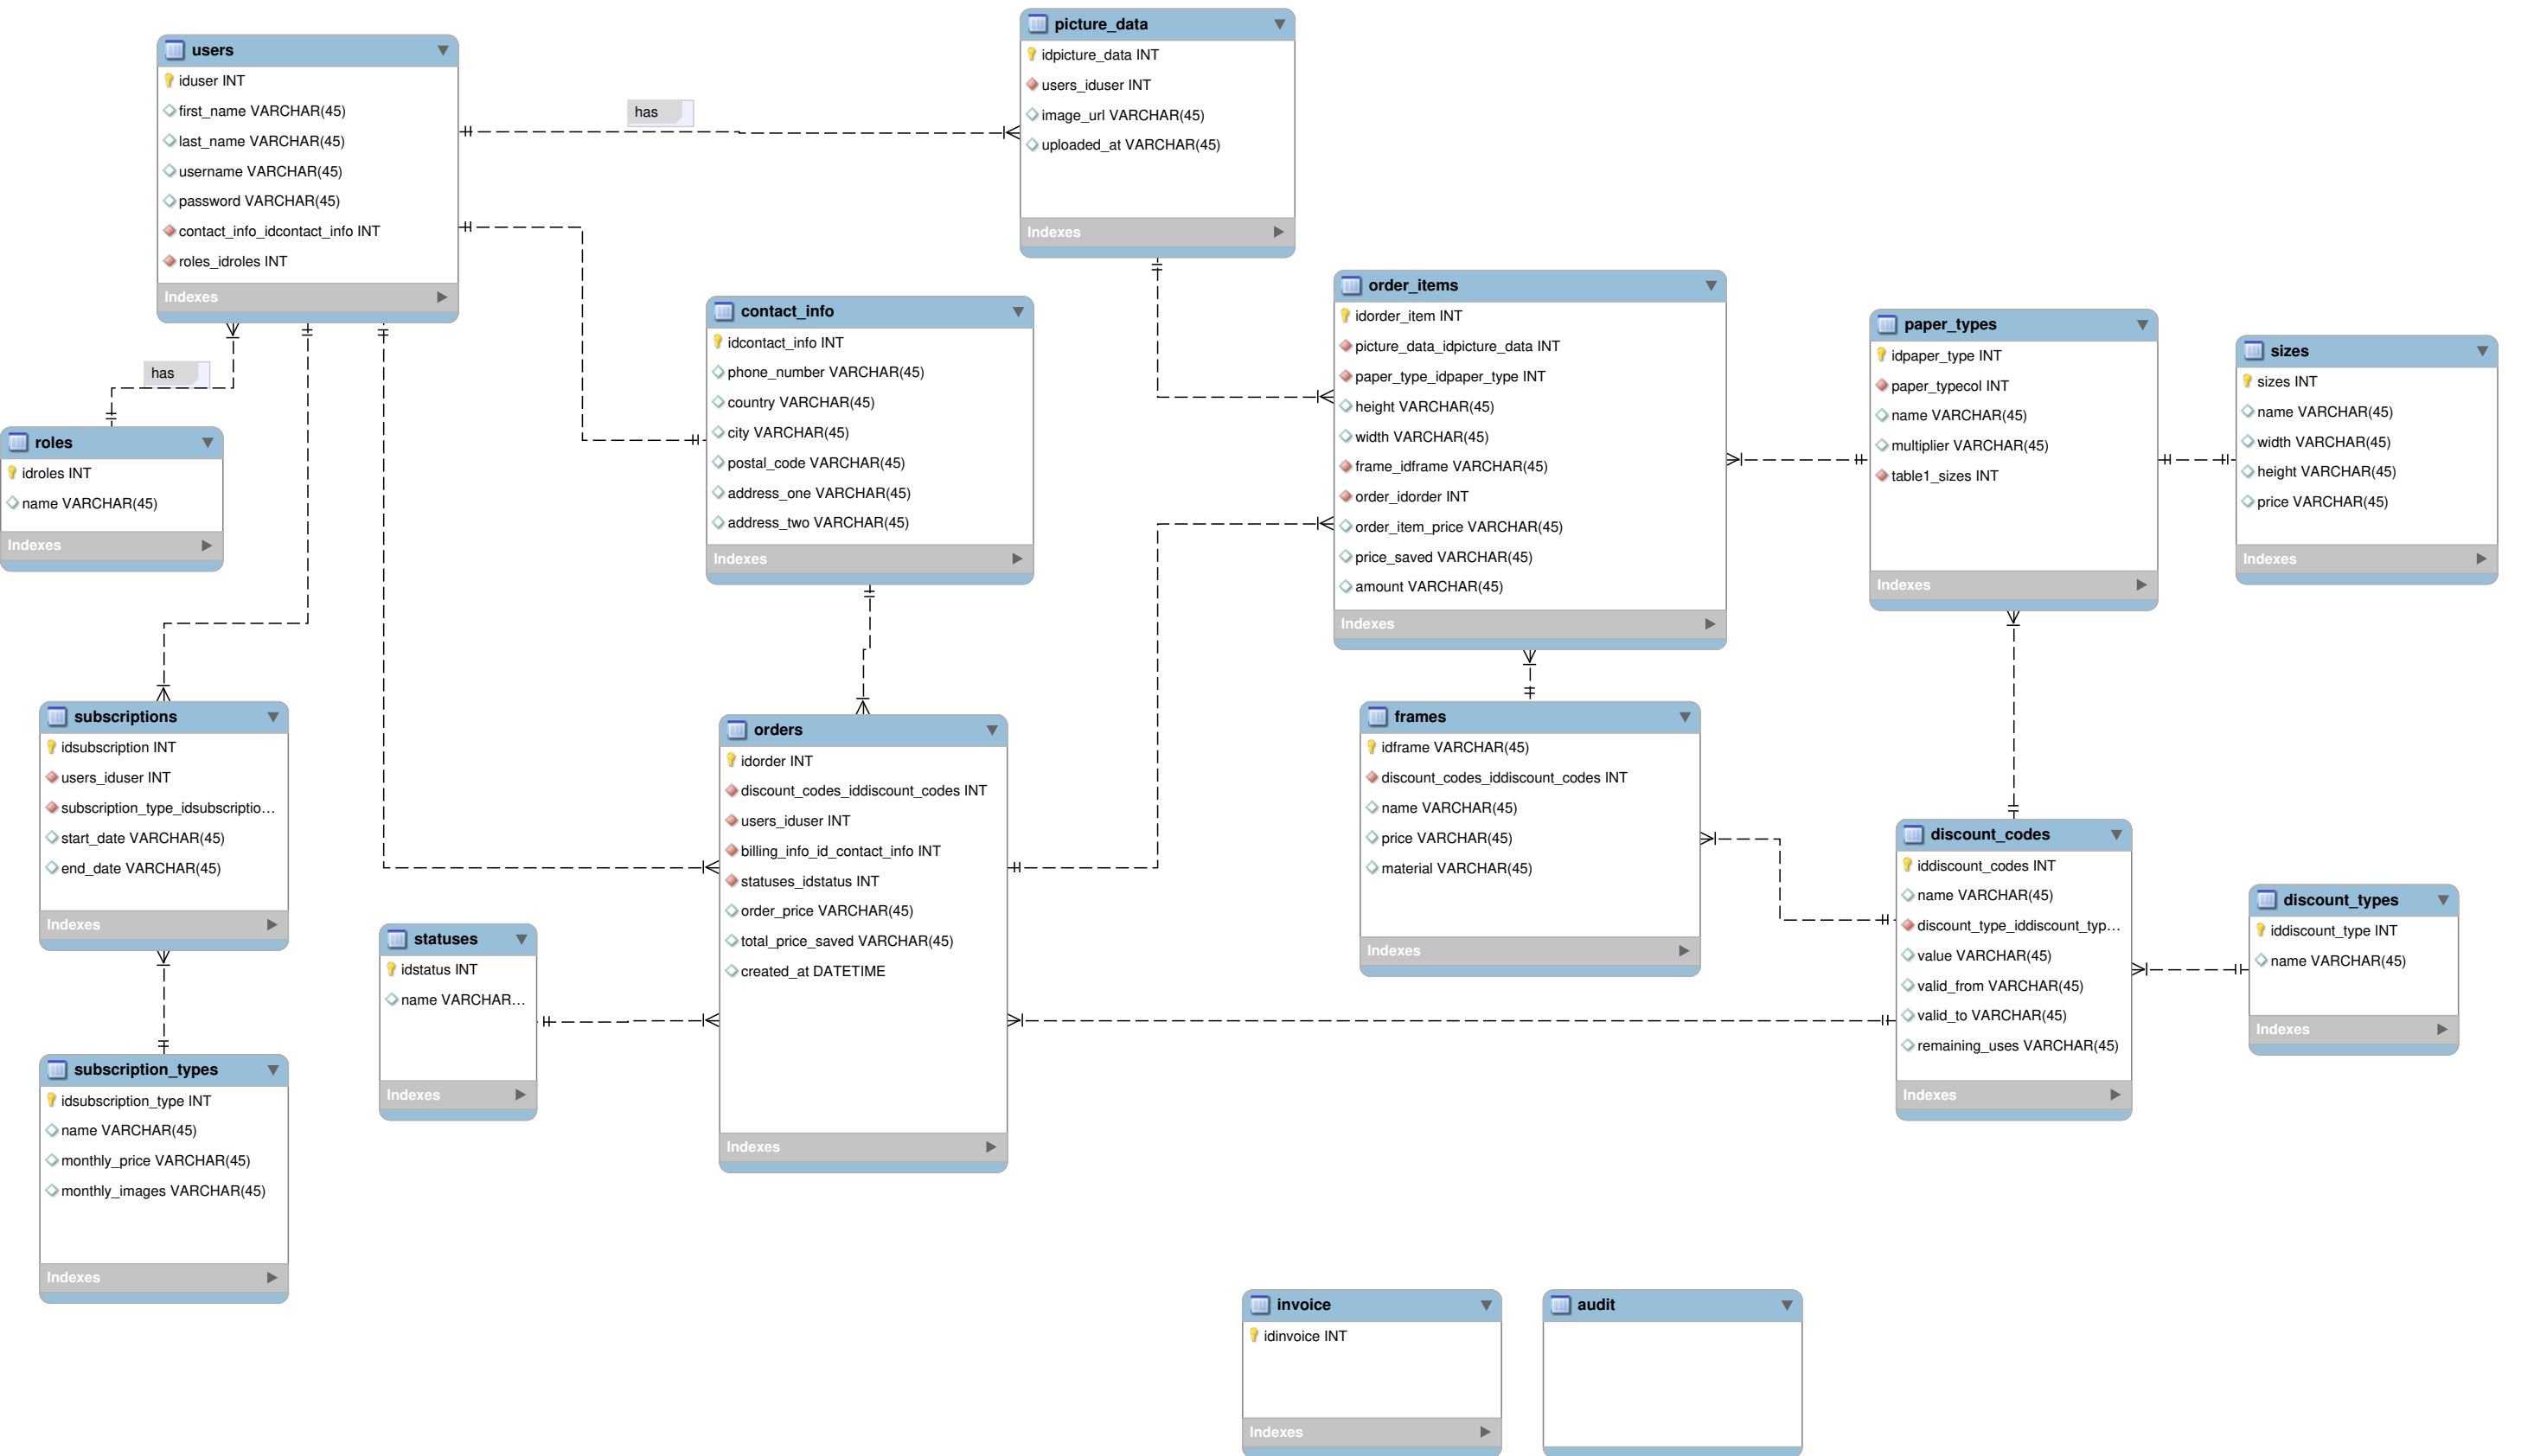 users
iduser INT
first_name VARCHAR(45)
last_name VARCHAR(45)
username VARCHAR(45)
password VARCHAR(45)
contact_info_idcontact_info INT
roles_idroles INT
Indexes
has
picture_data
idpicture_data INT
users_iduser INT
image_url VARCHAR(45)
uploaded_at VARCHAR(45)
Indexes
has
roles
idroles INT
name VARCHAR(45)
Indexes
contact_info
idcontact_info INT
phone_number VARCHAR(45)
country VARCHAR(45)
city VARCHAR(45)
postal_code VARCHAR(45)
address_one VARCHAR(45)
address_two VARCHAR(45)
Indexes
order_items
idorder_item INT
picture_data_idpicture_data INT
paper_type_idpaper_type INT
height VARCHAR(45)
width VARCHAR(45)
frame_idframe VARCHAR(45)
order_idorder INT
order_item_price VARCHAR(45)
price_saved VARCHAR(45)
amount VARCHAR(45)
Indexes
paper_types
idpaper_type INT
paper_typecol INT
name VARCHAR(45)
multiplier VARCHAR(45)
table1_sizes INT
Indexes
sizes
sizes INT
name VARCHAR(45)
width VARCHAR(45)
height VARCHAR(45)
price VARCHAR(45)
Indexes
subscriptions
idsubscription INT
users_iduser INT
subscription_type_idsubscriptio...
start_date VARCHAR(45)
end_date VARCHAR(45)
Indexes
orders
idorder INT
discount_codes_iddiscount_codes INT
users_iduser INT
billing_info_id_contact_info INT
statuses_idstatus INT
order_price VARCHAR(45)
total_price_saved VARCHAR(45)
created_at DATETIME
Indexes
frames
idframe VARCHAR(45)
discount_codes_iddiscount_codes INT
name VARCHAR(45)
price VARCHAR(45)
material VARCHAR(45)
Indexes
discount_codes
iddiscount_codes INT
name VARCHAR(45)
discount_type_iddiscount_typ...
value VARCHAR(45)
valid_from VARCHAR(45)
valid_to VARCHAR(45)
remaining_uses VARCHAR(45)
Indexes
discount_types
iddiscount_type INT
name VARCHAR(45)
Indexes
statuses
idstatus INT
name VARCHAR...
Indexes
subscription_types
idsubscription_type INT
name VARCHAR(45)
monthly_price VARCHAR(45)
monthly_images VARCHAR(45)
Indexes
invoice
idinvoice INT
Indexes
audit